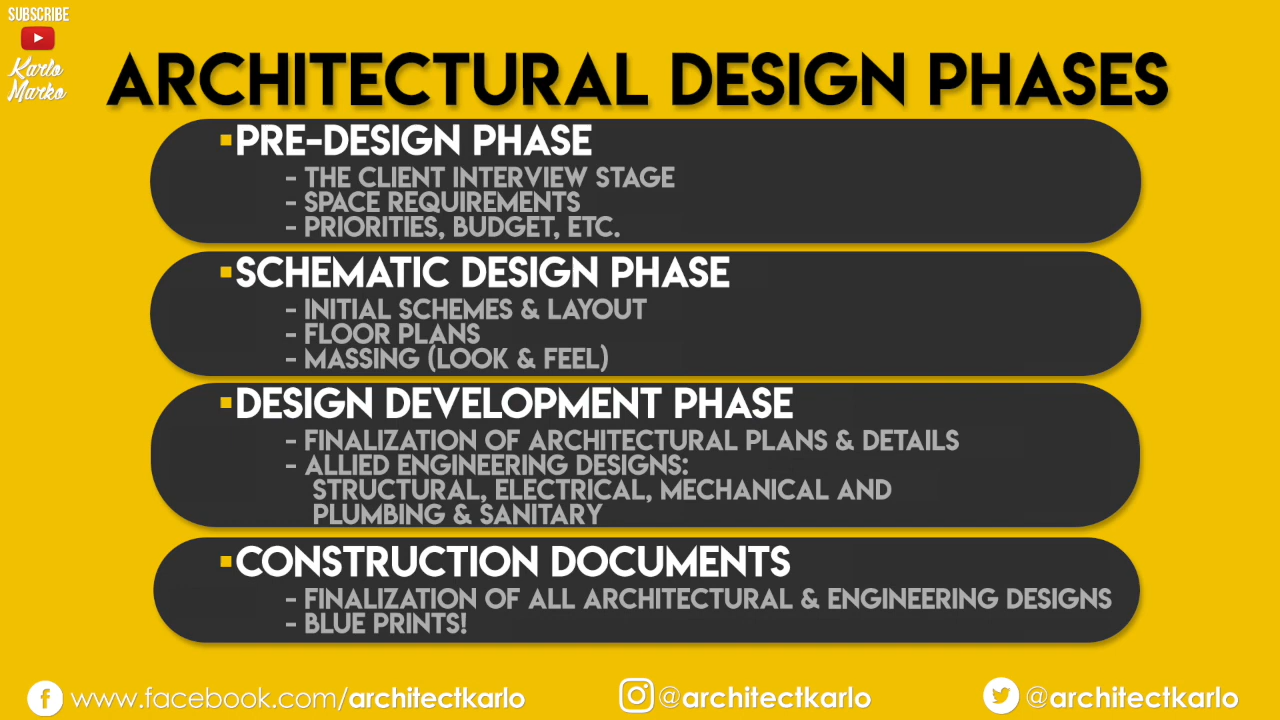 SUBSCRIBE
Karlo
Marko
ARCHITECTURAL DESIGN PHASES
▪PRE-DESIGN PHASE
- THE CLIENT INTERVIEW STAGE
- SPACE REQUIREMENTS
- PRIORITIES, BUDGET, ETC.
▪SCHEMATIC DESIGN PHASE
- INITIAL SCHEMES & LAYOUT
- FLOOR PLANS
- MASSING (LOOK & FEEL)
▪DESIGN DEVELOPMENT PHASE
- FINALIZATION OF ARCHITECTURAL PLANS & DETAILS
- ALLIED ENGINEERING DESIGNS:
STRUCTURAL, ELECTRICAL, MECHANICAL AND
PLUMBING & SANITARY
▪CONSTRUCTION DOCUMENTS
- FINALIZATION OF ALL ARCHITECTURAL & ENGINEERING DESIGNS
- BLUE PRINTS!
www.facebook.com/architectkarlo @architectkarlo @architectkarlo